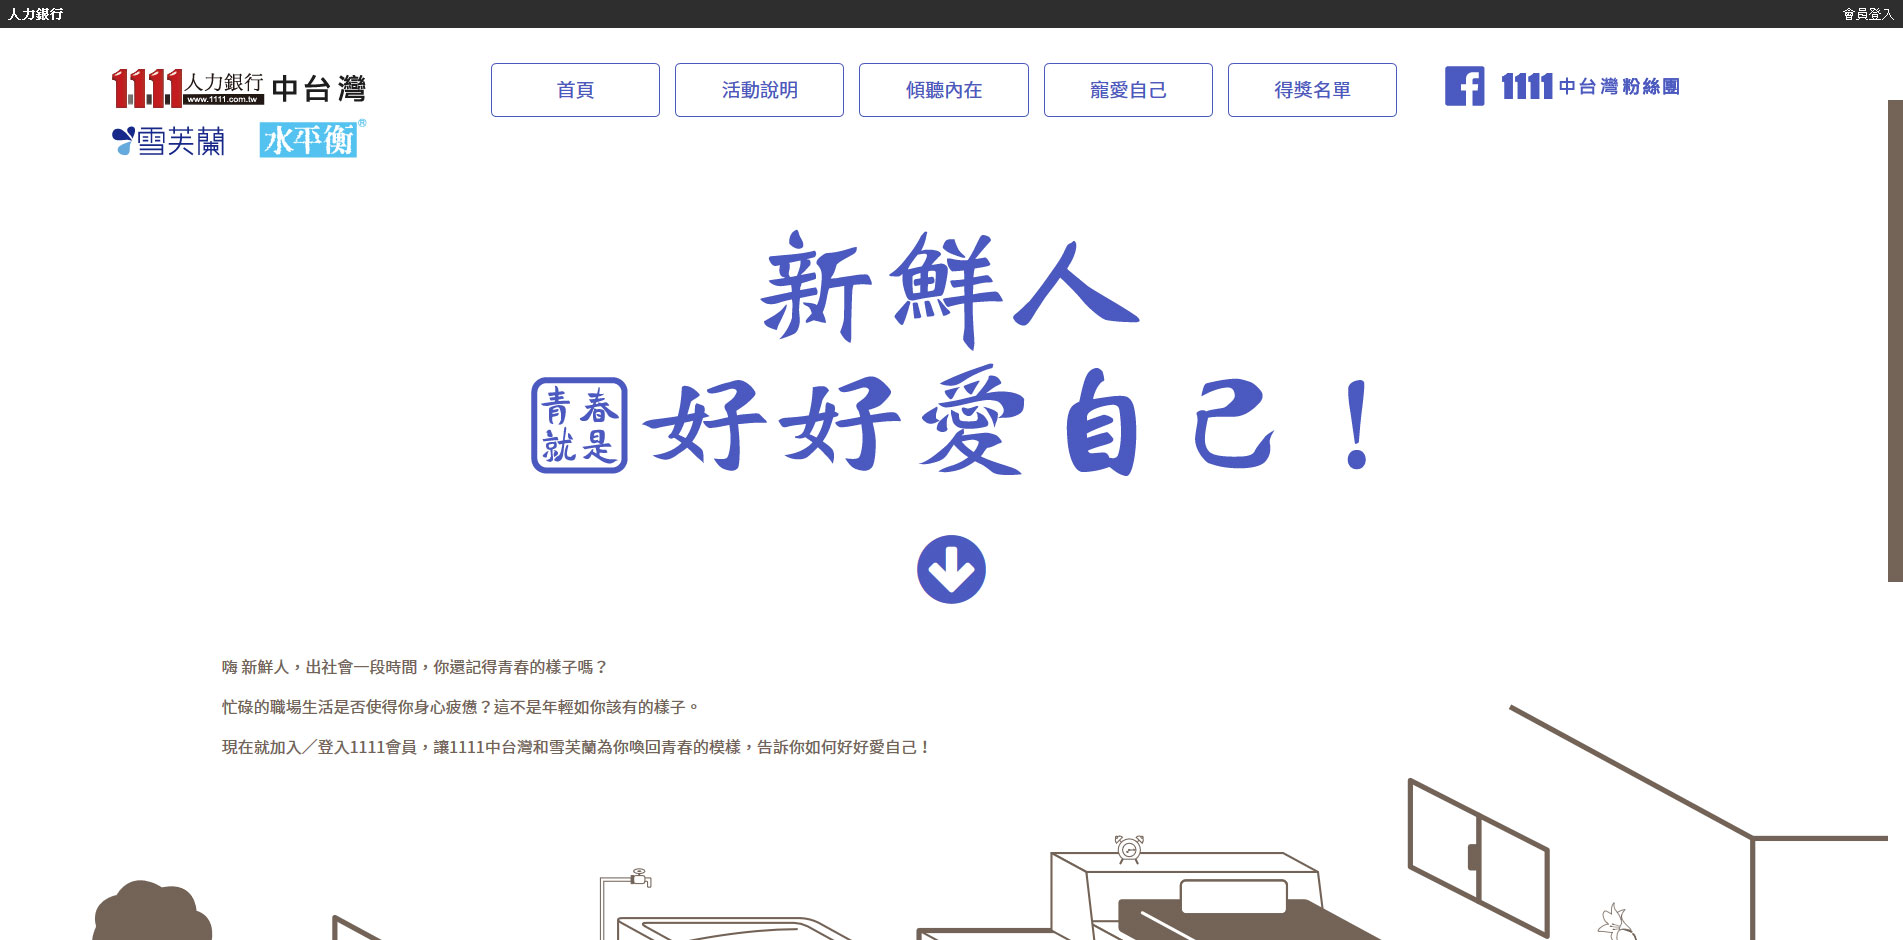 人力銀行
會員登入
1111人力銀行 中台灣
www.1111.com.tw
雪芙蘭 水平衡®
首頁
活動說明
傾聽內在
寵愛自己
得獎名單
1111中台灣粉絲團
新鮮人
青春就是
好好愛自己！
嗨 新鮮人，出社會一段時間，你還記得青春的樣子嗎？
忙碌的職場生活是否使得你身心疲憊？這不是年輕如你該有的樣子。
現在就加入／登入1111會員，讓1111中台灣和雪芙蘭為你喚回青春的模樣，告訴你如何好好愛自己！